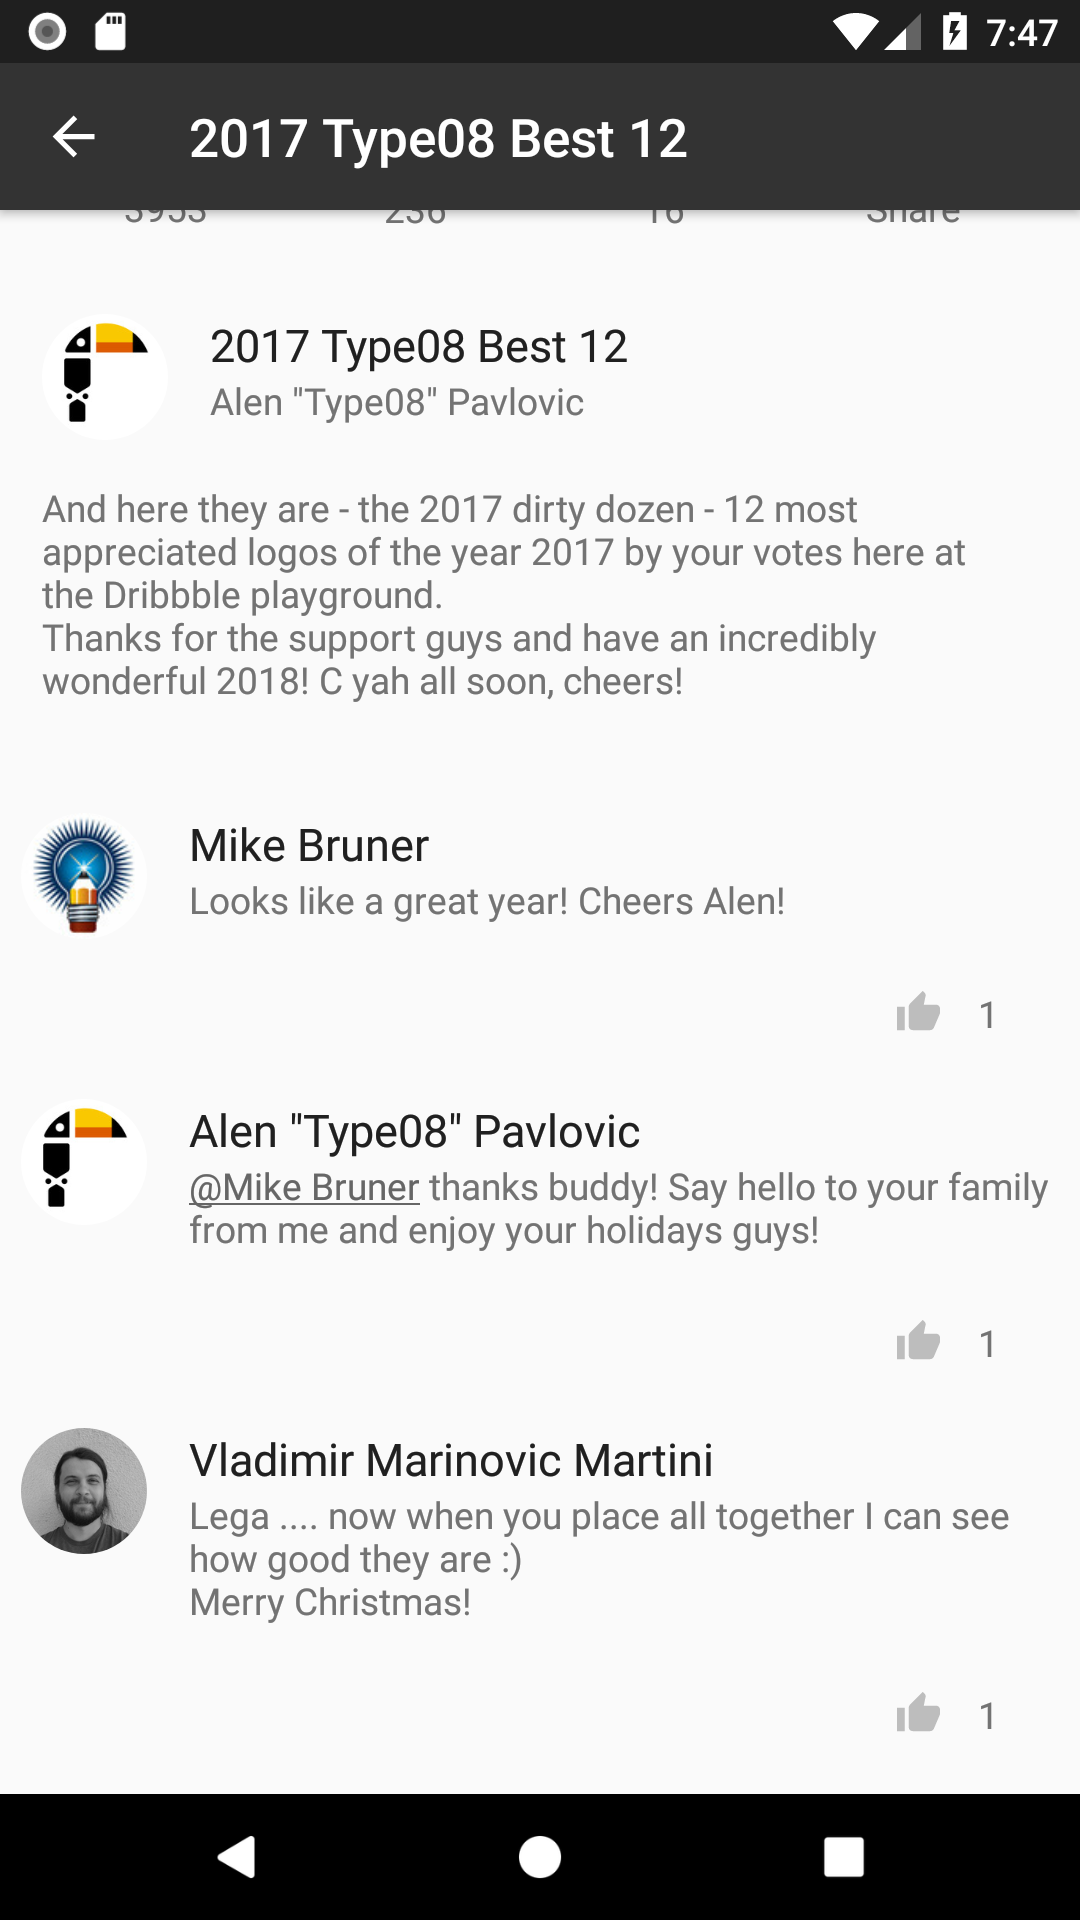 7:47
2017 Type08 Best 12
3953 236 16 Share
2017 Type08 Best 12
Alen "Type08" Pavlovic
And here they are - the 2017 dirty dozen - 12 most
appreciated logos of the year 2017 by your votes here at
the Dribbble playground.
Thanks for the support guys and have an incredibly
wonderful 2018! C yah all soon, cheers!
Mike Bruner
Looks like a great year! Cheers Alen!
1
Alen "Type08" Pavlovic
@Mike Bruner thanks buddy! Say hello to your family
from me and enjoy your holidays guys!
1
Vladimir Marinovic Martini
Lega .... now when you place all together I can see
how good they are :)
Merry Christmas!
1